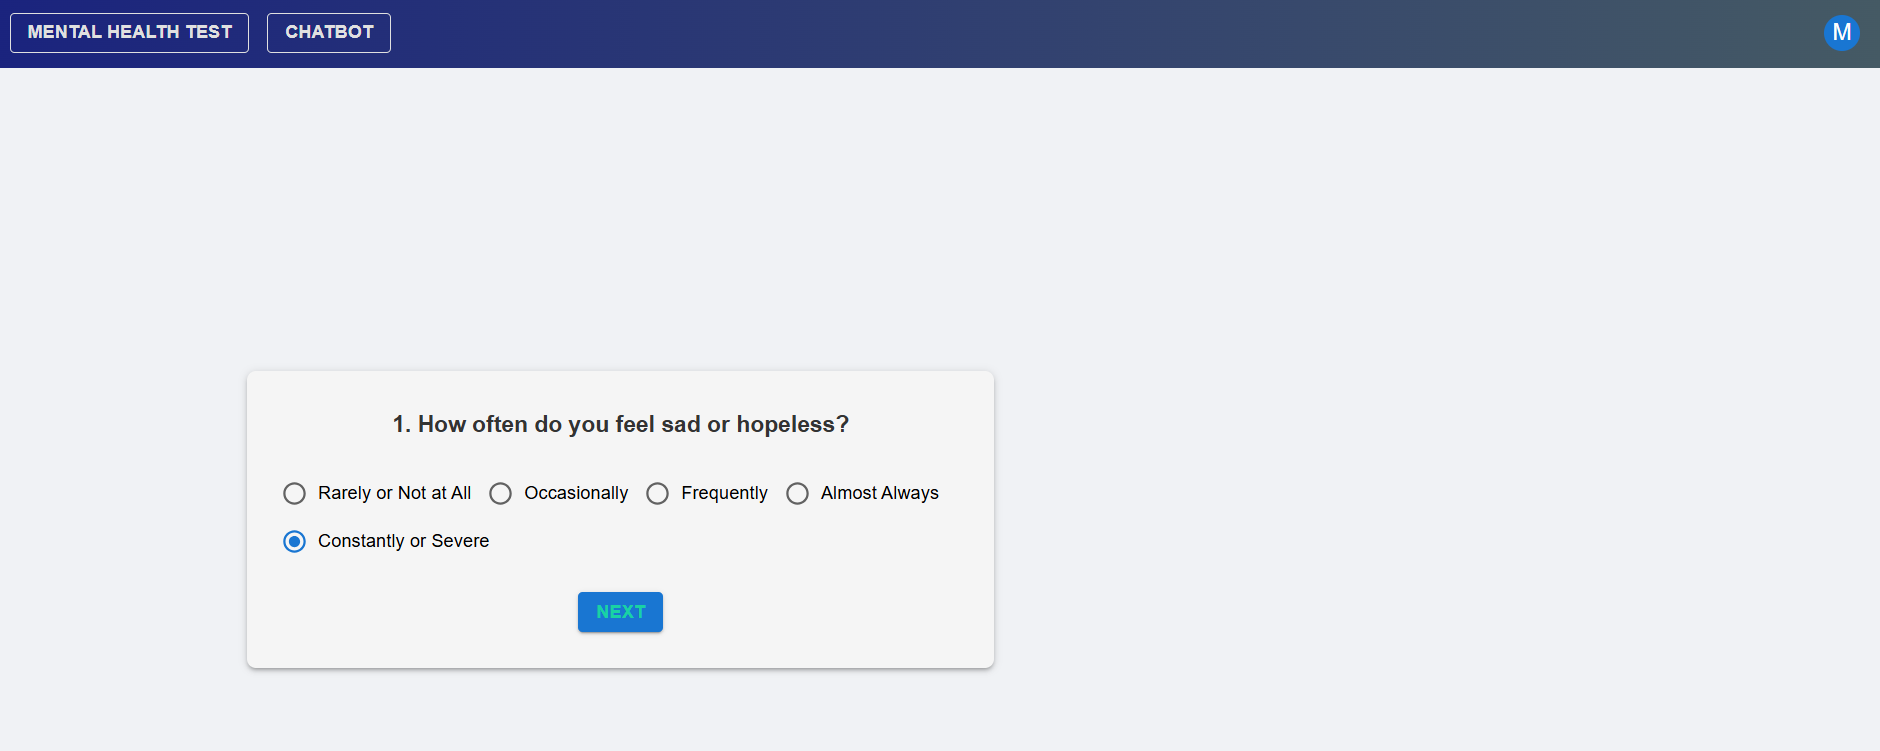 MENTAL HEALTH TEST CHATBOT M
1. How often do you feel sad or hopeless?
Rarely or Not at All Occasionally Frequently Almost Always
Constantly or Severe
NEXT